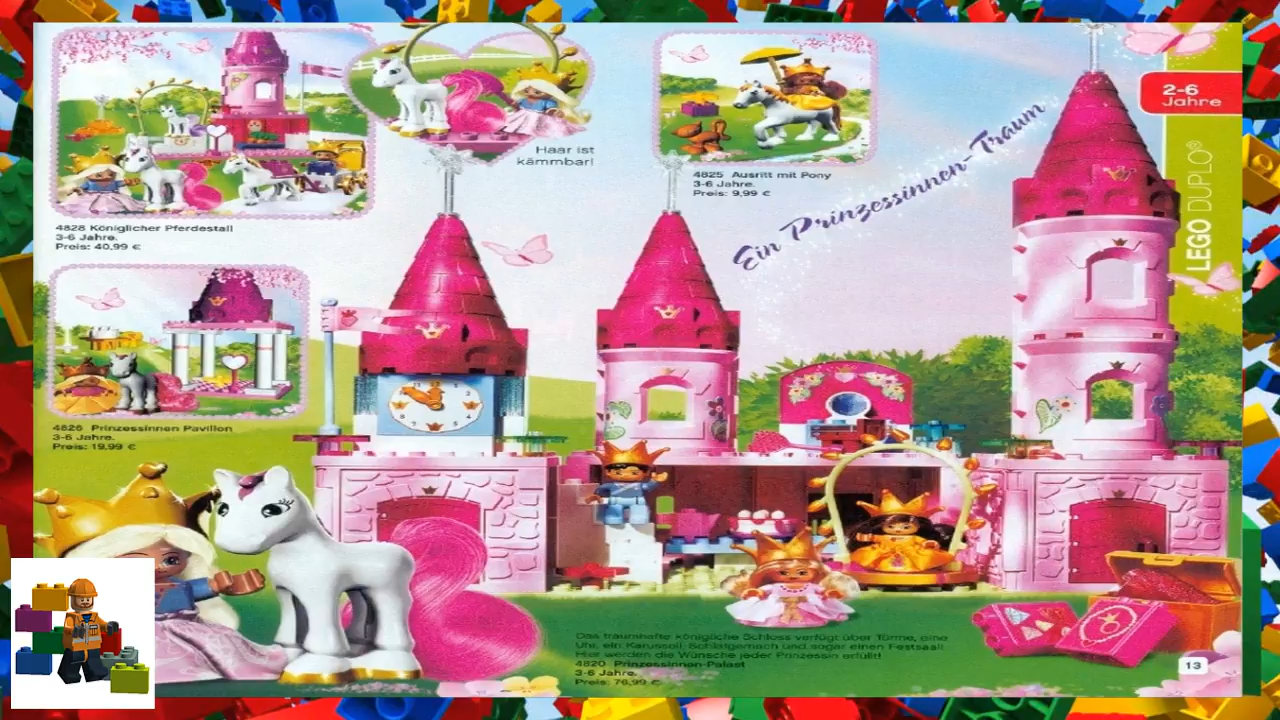 Haar ist
kämmbar!
4828 Königlicher Pferdestall
3-6 Jahre.
Preis: 40,99 €
4825 Ausritt mit Pony
3-6 Jahre.
Preis: 9,99 €
Ein Prinzessinnen-Traum
2-6
Jahre
LEGO DUPLO®
4826 Prinzessinnen Pavillon
3-6 Jahre.
Preis: 19,99 €
Das traumhafte königliche Schloss verfügt über Türme, eine
Uhr, ein Karussell, Schlafgemach und sogar einen Festsaal!
Hier werden die Wünsche jeder Prinzessin erfüllt!
4820 Prinzessinnen-Palast
3-6 Jahre.
Preis: 76,99 €
13